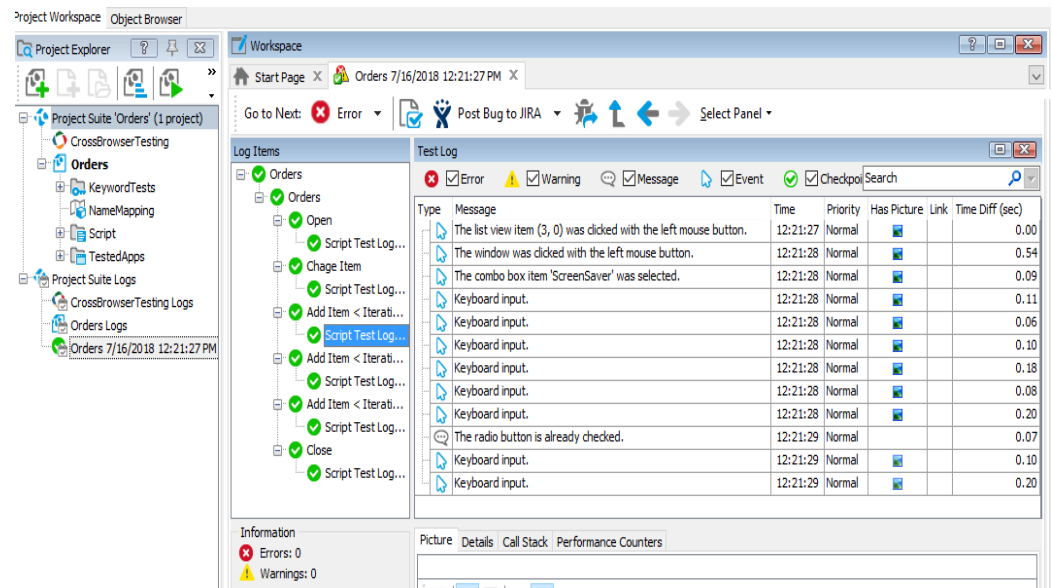 Project Workspace Object Browser
Project Explorer
Workspace
Start Page X Orders 7/16/2018 12:21:27 PM X
Go to Next: Error Post Bug to JIRA Select Panel
Project Suite 'Orders' (1 project)
CrossBrowserTesting
Orders
KeywordTests
NameMapping
Script
TestedApps
Project Suite Logs
CrossBrowserTesting Logs
Orders Logs
Orders 7/16/2018 12:21:27 PM
Log Items
Orders
Orders
Open
Script Test Log...
Chage Item
Script Test Log...
Add Item < Iterati...
Script Test Log...
Add Item < Iterati...
Script Test Log...
Add Item < Iterati...
Script Test Log...
Close
Script Test Log...
Information
Errors: 0
Warnings: 0
Test Log
Error Warning Message Event Checkpoi Search
Type Message Time Priority Has Picture Link Time Diff (sec)
The list view item (3, 0) was clicked with the left mouse button. 12:21:27 Normal 0.00
The window was clicked with the left mouse button. 12:21:28 Normal 0.54
The combo box item 'ScreenSaver' was selected. 12:21:28 Normal 0.09
Keyboard input. 12:21:28 Normal 0.11
Keyboard input. 12:21:28 Normal 0.06
Keyboard input. 12:21:28 Normal 0.10
Keyboard input. 12:21:28 Normal 0.18
Keyboard input. 12:21:28 Normal 0.08
Keyboard input. 12:21:28 Normal 0.20
The radio button is already checked. 12:21:29 Normal 0.07
Keyboard input. 12:21:29 Normal 0.10
Keyboard input. 12:21:29 Normal 0.20
Picture Details Call Stack Performance Counters